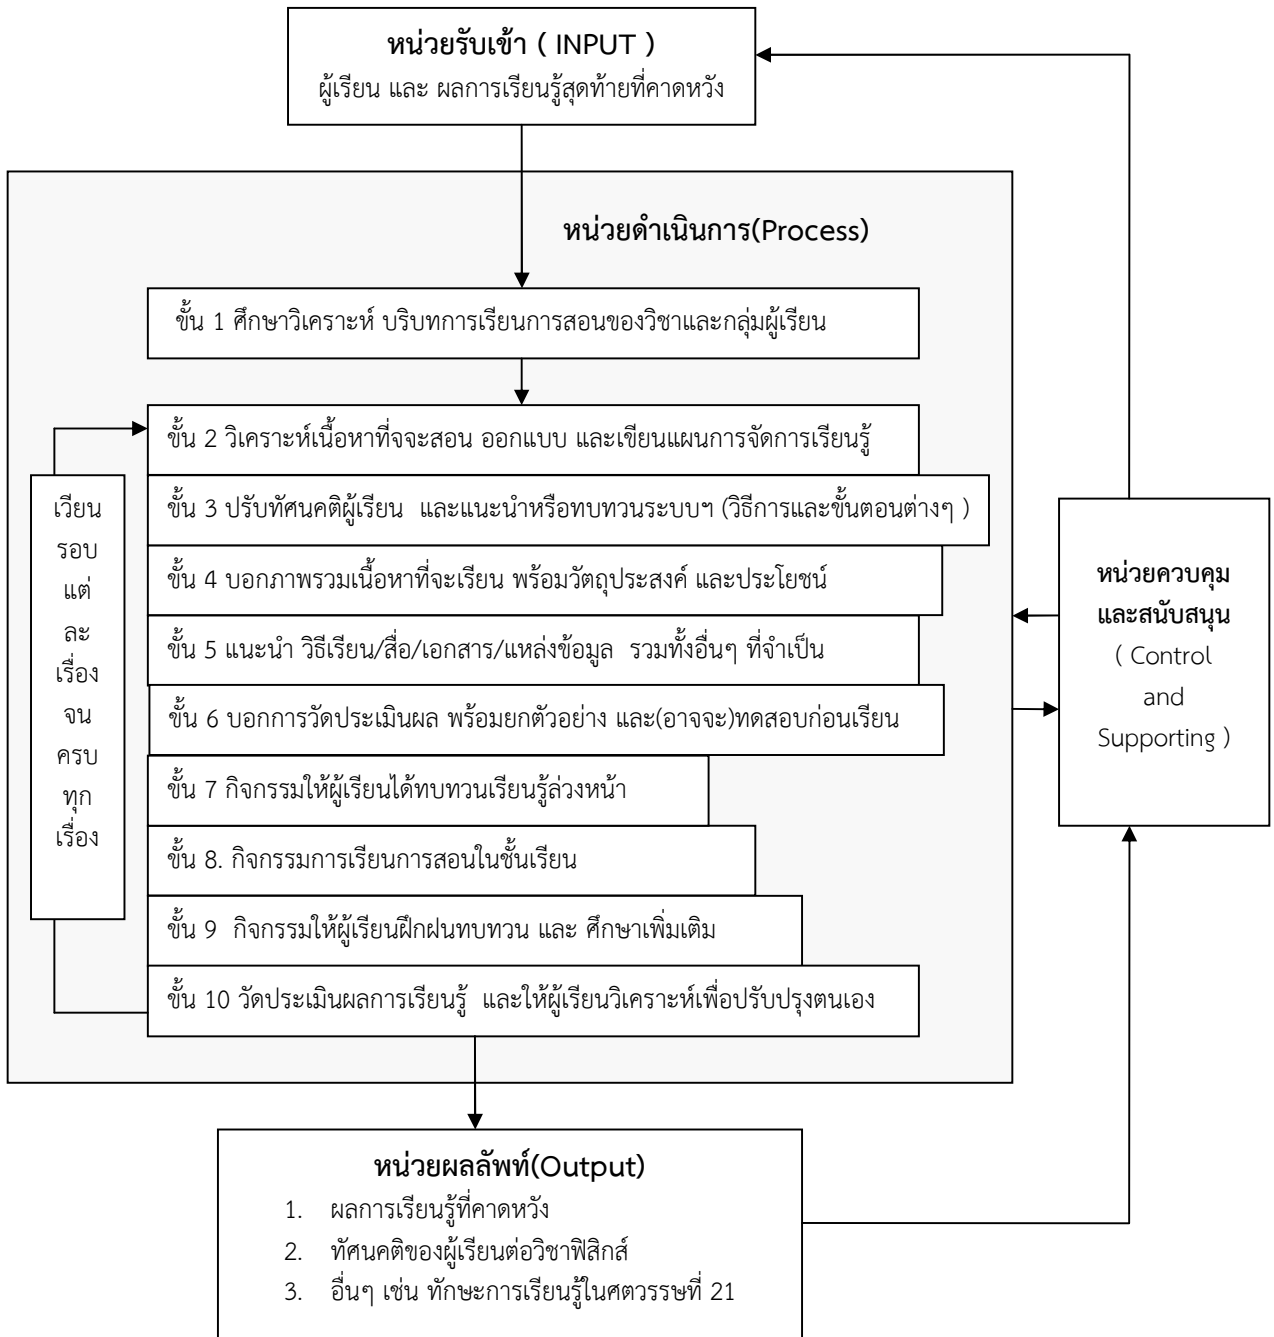 หน่วยรับเข้า ( INPUT )
ผู้เรียน และ ผลการเรียนรู้สุดท้ายที่คาดหวัง
หน่วยดำเนินการ(Process)
ขั้น 1 ศึกษาวิเคราะห์ บริบทการเรียนการสอนของวิชาและกลุ่มผู้เรียน
ขั้น 2 วิเคราะห์เนื้อหาที่จจะสอน ออกแบบ และเขียนแผนการจัดการเรียนรู้
ขั้น 3 ปรับทัศนคติผู้เรียน และแนะนำหรือทบทวนระบบฯ (วิธีการและขั้นตอนต่างๆ )
ขั้น 4 บอกภาพรวมเนื้อหาที่จะเรียน พร้อมวัตถุประสงค์ และประโยชน์
ขั้น 5 แนะนำ วิธีเรียน/สื่อ/เอกสาร/แหล่งข้อมูล รวมทั้งอื่นๆ ที่จำเป็น
ขั้น 6 บอกการวัดประเมินผล พร้อมยกตัวอย่าง และ(อาจจะ)ทดสอบก่อนเรียน
ขั้น 7 กิจกรรมให้ผู้เรียนได้ทบทวนเรียนรู้ล่วงหน้า
ขั้น 8. กิจกรรมการเรียนการสอนในชั้นเรียน
ขั้น 9 กิจกรรมให้ผู้เรียนฝึกฝนทบทวน และ ศึกษาเพิ่มเติม
ขั้น 10 วัดประเมินผลการเรียนรู้ และให้ผู้เรียนวิเคราะห์เพื่อปรับปรุงตนเอง
เวียน
รอบ
แต่
ละ
เรื่อง
จน
ครบ
ทุก
เรื่อง
หน่วยควบคุม
และสนับสนุน
( Control
and
Supporting )
หน่วยผลลัพท์(Output)
1. ผลการเรียนรู้ที่คาดหวัง
2. ทัศนคติของผู้เรียนต่อวิชาฟิสิกส์
3. อื่นๆ เช่น ทักษะการเรียนรู้ในศตวรรษที่ 21